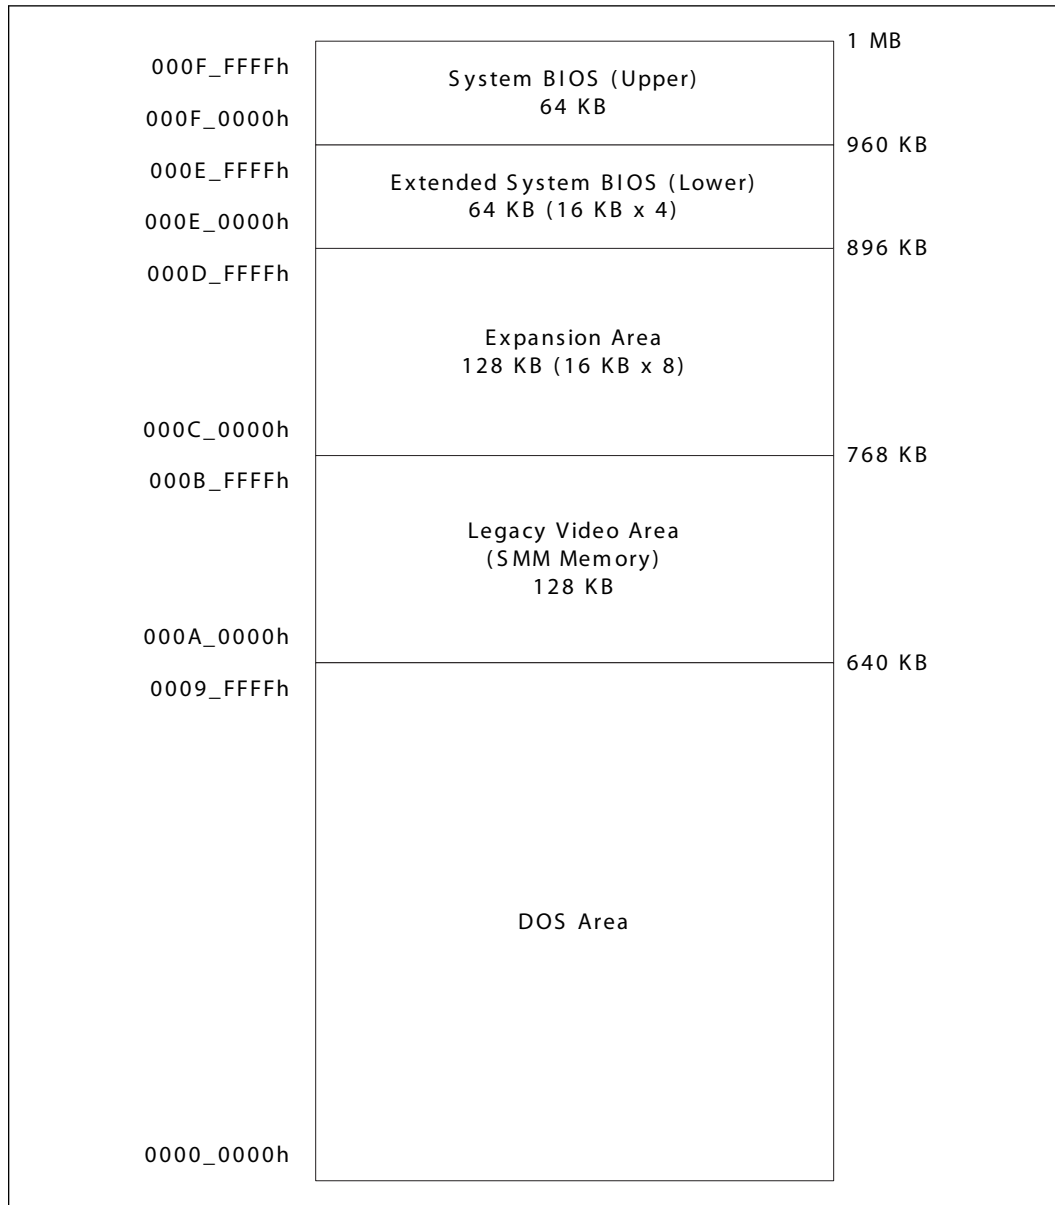 1 MB
000F_FFFFh
System BIOS (Upper)
64 KB
000F_0000h
960 KB
000E_FFFFh
Extended System BIOS (Lower)
64 KB (16 KB x 4)
000E_0000h
896 KB
000D_FFFFh
Expansion Area
128 KB (16 KB x 8)
000C_0000h
768 KB
000B_FFFFh
Legacy Video Area
(SMM Memory)
128 KB
000A_0000h
640 KB
0009_FFFFh
DOS Area
0000_0000h